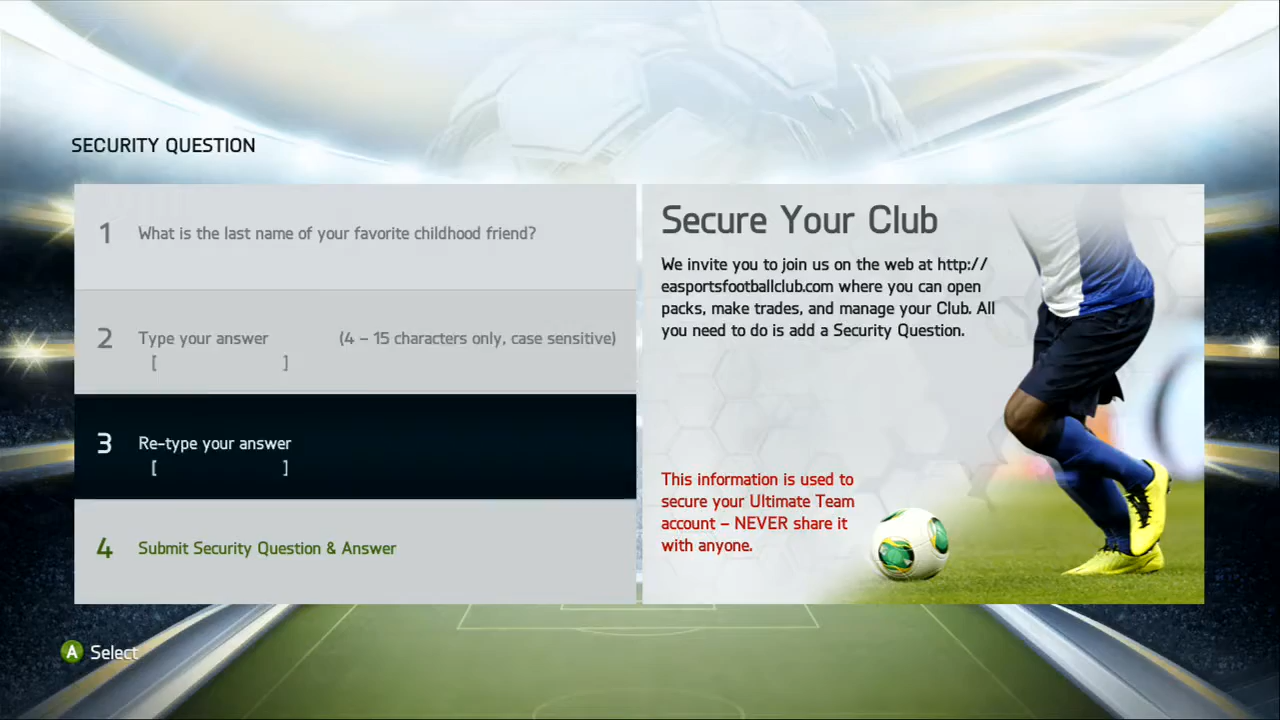 SECURITY QUESTION
1 What is the last name of your favorite childhood friend?
2 Type your answer (4 – 15 characters only, case sensitive)
[ ]
3 Re-type your answer
[ ]
4 Submit Security Question & Answer
Secure Your Club
We invite you to join us on the web at http://
easportsfootballclub.com where you can open
packs, make trades, and manage your Club. All
you need to do is add a Security Question.
This information is used to
secure your Ultimate Team
account – NEVER share it
with anyone.
A Select